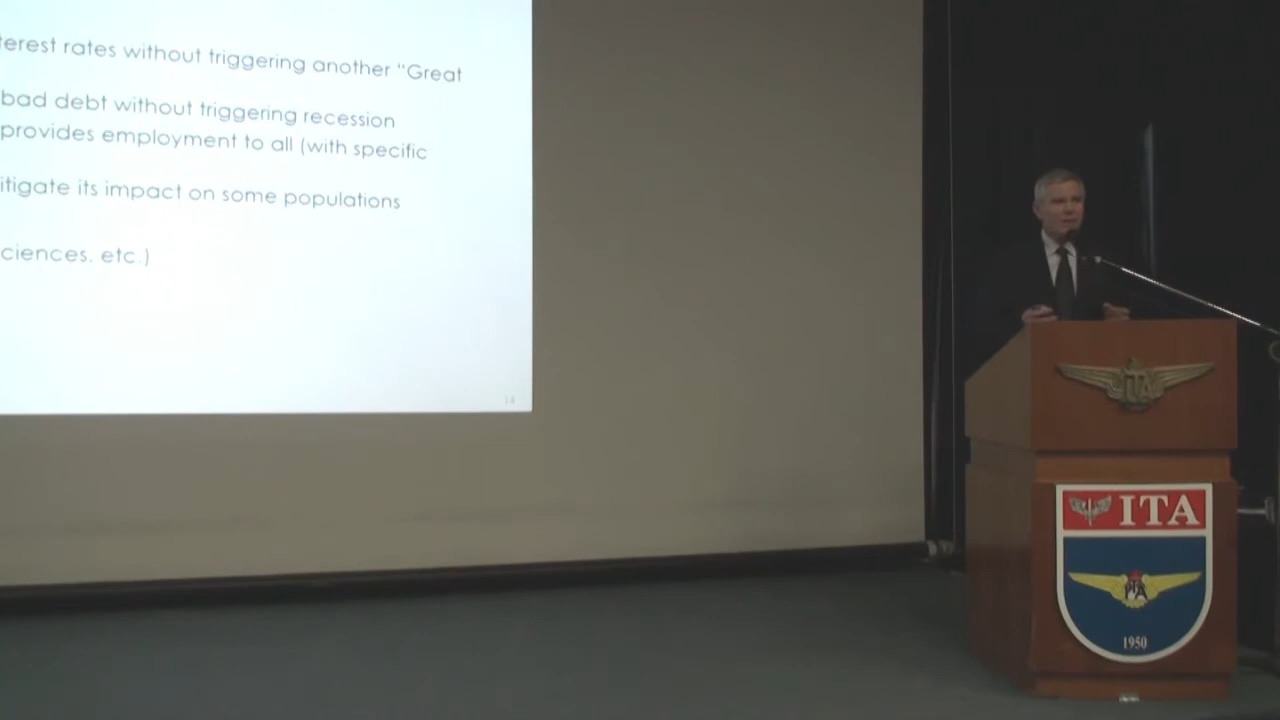 terest rates without triggering another “Great
bad debt without triggering recession
provides employment to all (with specific
itigate its impact on some populations
ciences. etc.)
ITA
ITA
1950